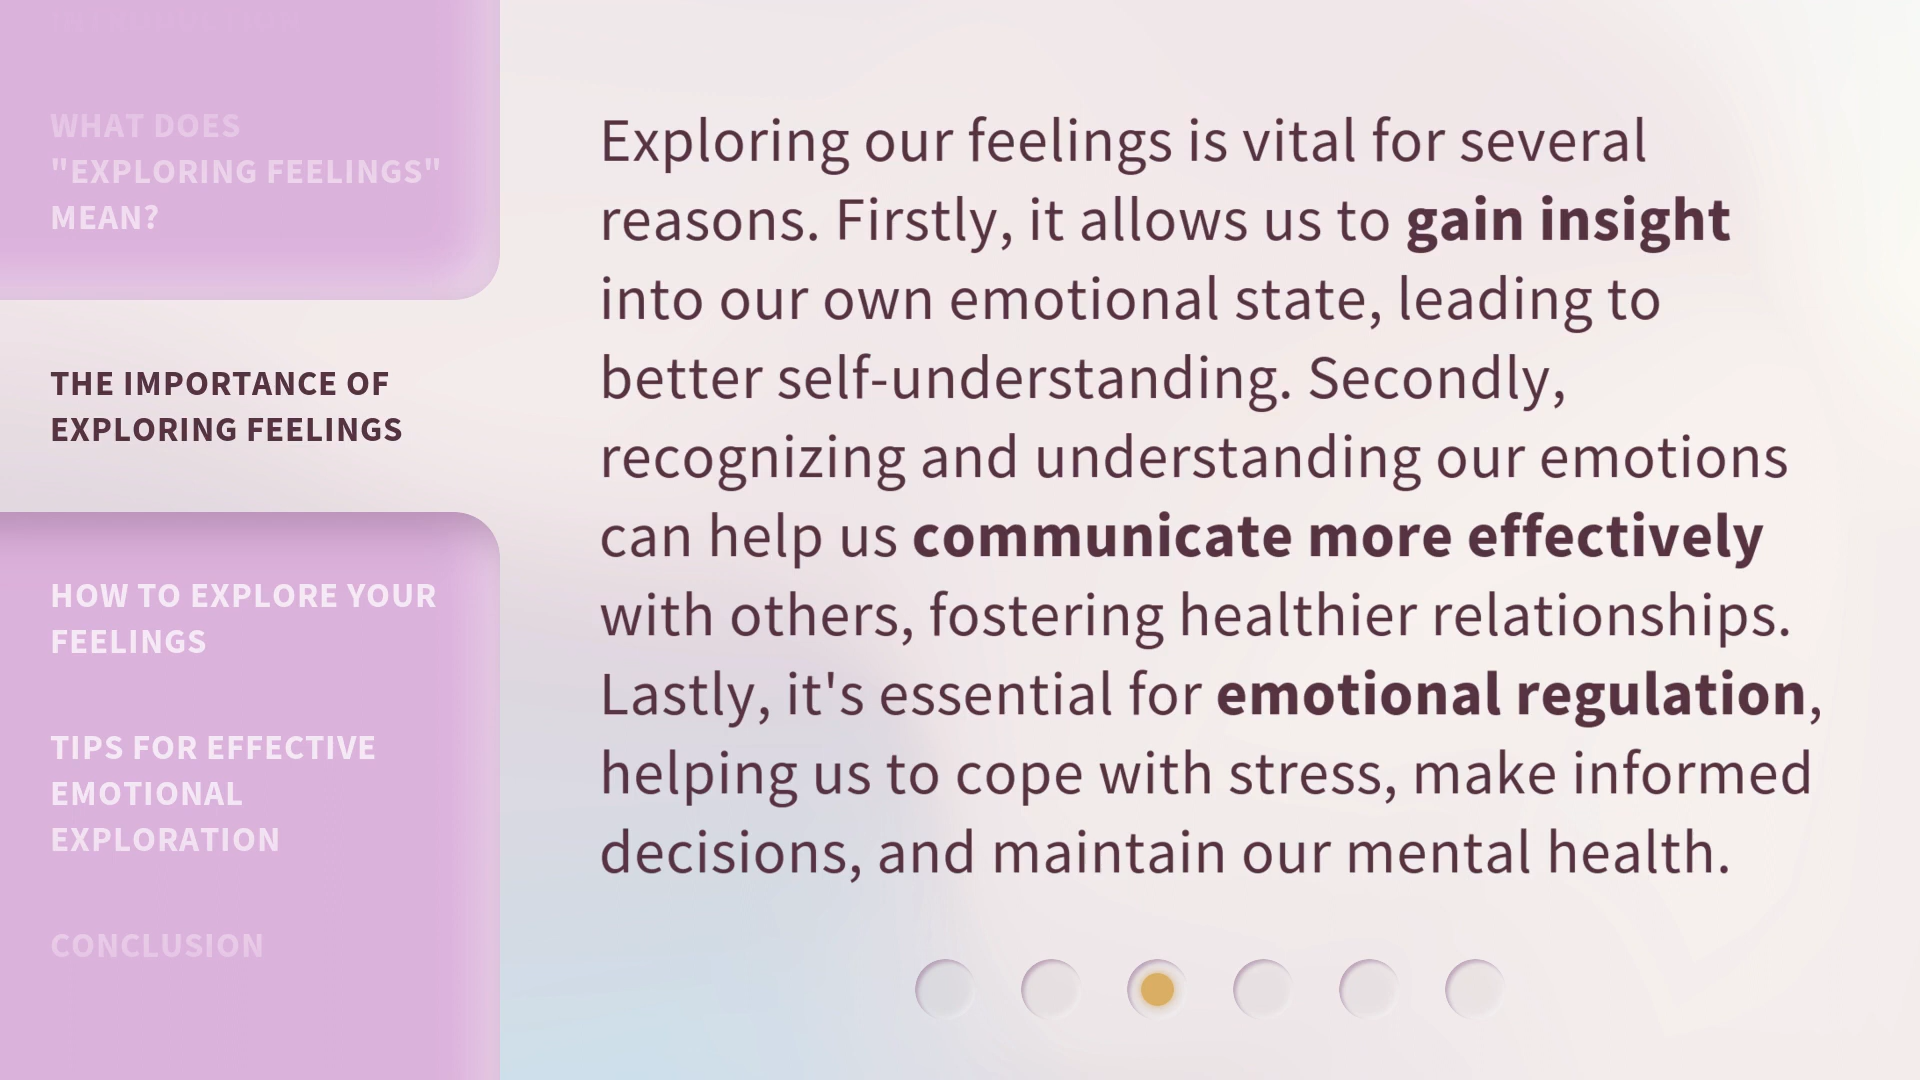 WHAT DOES
"EXPLORING FEELINGS"
MEAN?
THE IMPORTANCE OF
EXPLORING FEELINGS
HOW TO EXPLORE YOUR
FEELINGS
TIPS FOR EFFECTIVE
EMOTIONAL
EXPLORATION
CONCLUSION
Exploring our feelings is vital for several
reasons. Firstly, it allows us to gain insight
into our own emotional state, leading to
better self-understanding. Secondly,
recognizing and understanding our emotions
can help us communicate more effectively
with others, fostering healthier relationships.
Lastly, it's essential for emotional regulation,
helping us to cope with stress, make informed
decisions, and maintain our mental health.